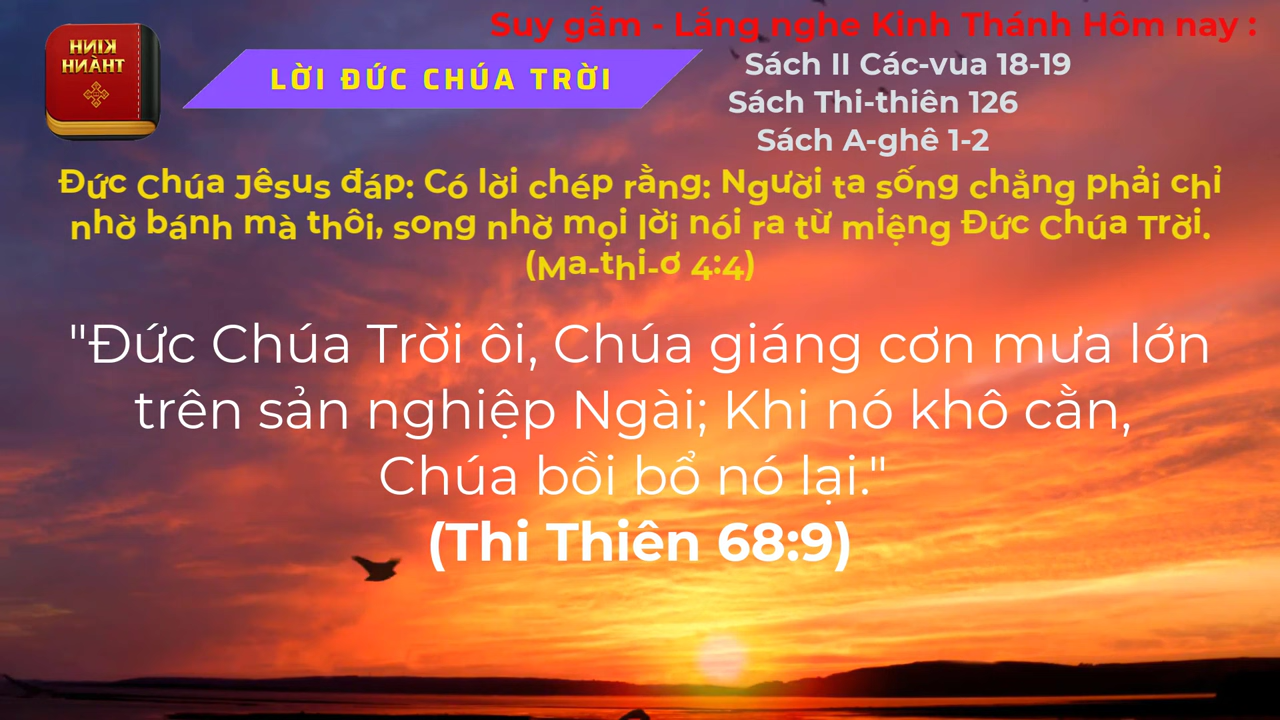 Suy gẫm - Lắng nghe Kinh Thánh Hôm nay :
KINH
THÀNH
LỜI ĐỨC CHÚA TRỜI
Sách II Các-vua 18-19
Sách Thi-thiên 126
Sách A-ghê 1-2
Đức Chúa Jêsus đáp: Có lời chép rằng: Người ta sống chẳng phải chỉ
nhờ bánh mà thôi, song nhờ mọi lời nói ra từ miệng Đức Chúa Trời.
(Ma-thi-ơ 4:4)
"Đức Chúa Trời ôi, Chúa giáng cơn mưa lớn
trên sản nghiệp Ngài; Khi nó khô cằn,
Chúa bồi bổ nó lại."
(Thi Thiên 68:9)